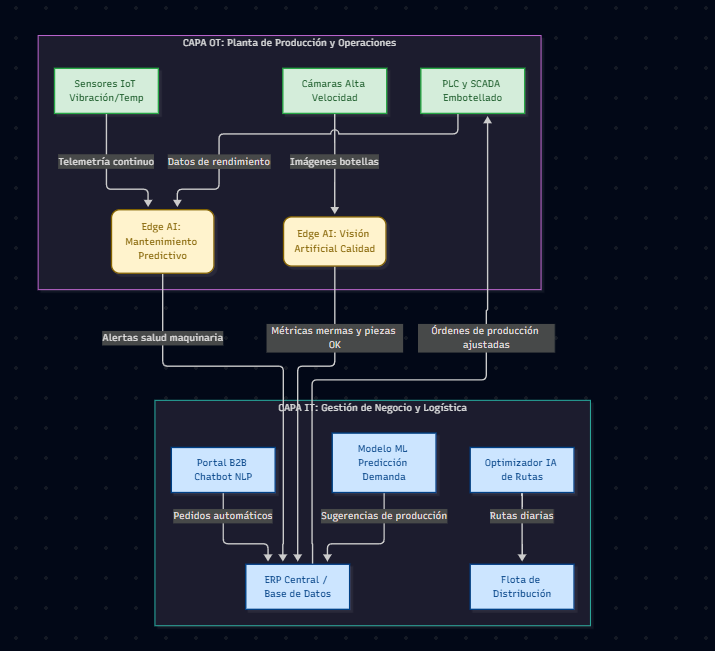 CAPA OT: Planta de Producción y Operaciones
Sensores IoT
Vibración/Temp
Cámaras Alta
Velocidad
PLC y SCADA
Embotellado
Telemetría continuo
Datos de rendimiento
Imágenes botellas
Edge AI:
Mantenimiento
Predictivo
Edge AI: Visión
Artificial Calidad
Alertas salud maquinaria
Métricas mermas y piezas
OK
Órdenes de producción
ajustadas
CAPA IT: Gestión de Negocio y Logística
Portal B2B
Chatbot NLP
Modelo ML
Predicción
Demanda
Optimizador IA
de Rutas
Pedidos automáticos
Sugerencias de producción
Rutas diarias
ERP Central /
Base de Datos
Flota de
Distribución